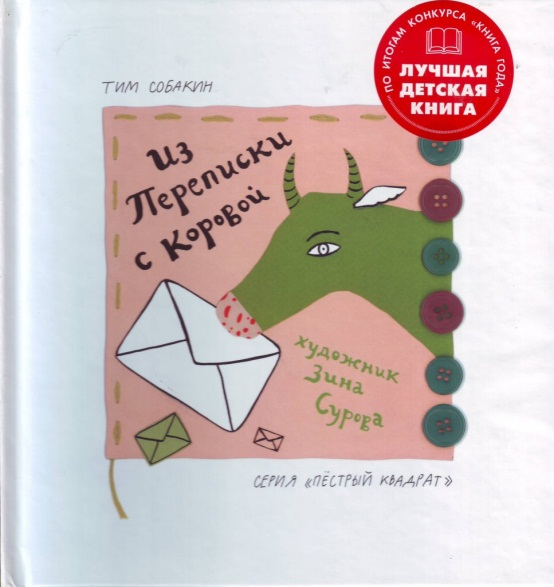 ПО ИТОГАМ КОНКУРСА «КНИГА ГОДА»
ЛУЧШАЯ
ДЕТСКАЯ
КНИГА
ТИМ СОБАКИН
Из
Переписки
с Коровой
художник
Зина
Сурова
СЕРИЯ «ПЁСТРЫЙ КВАДРАТ»